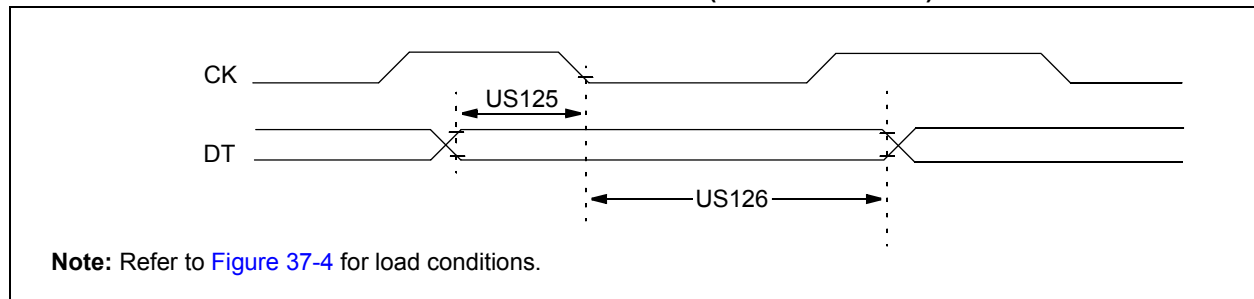 CK
US125
DT
US126
Note: Refer to Figure 37-4 for load conditions.